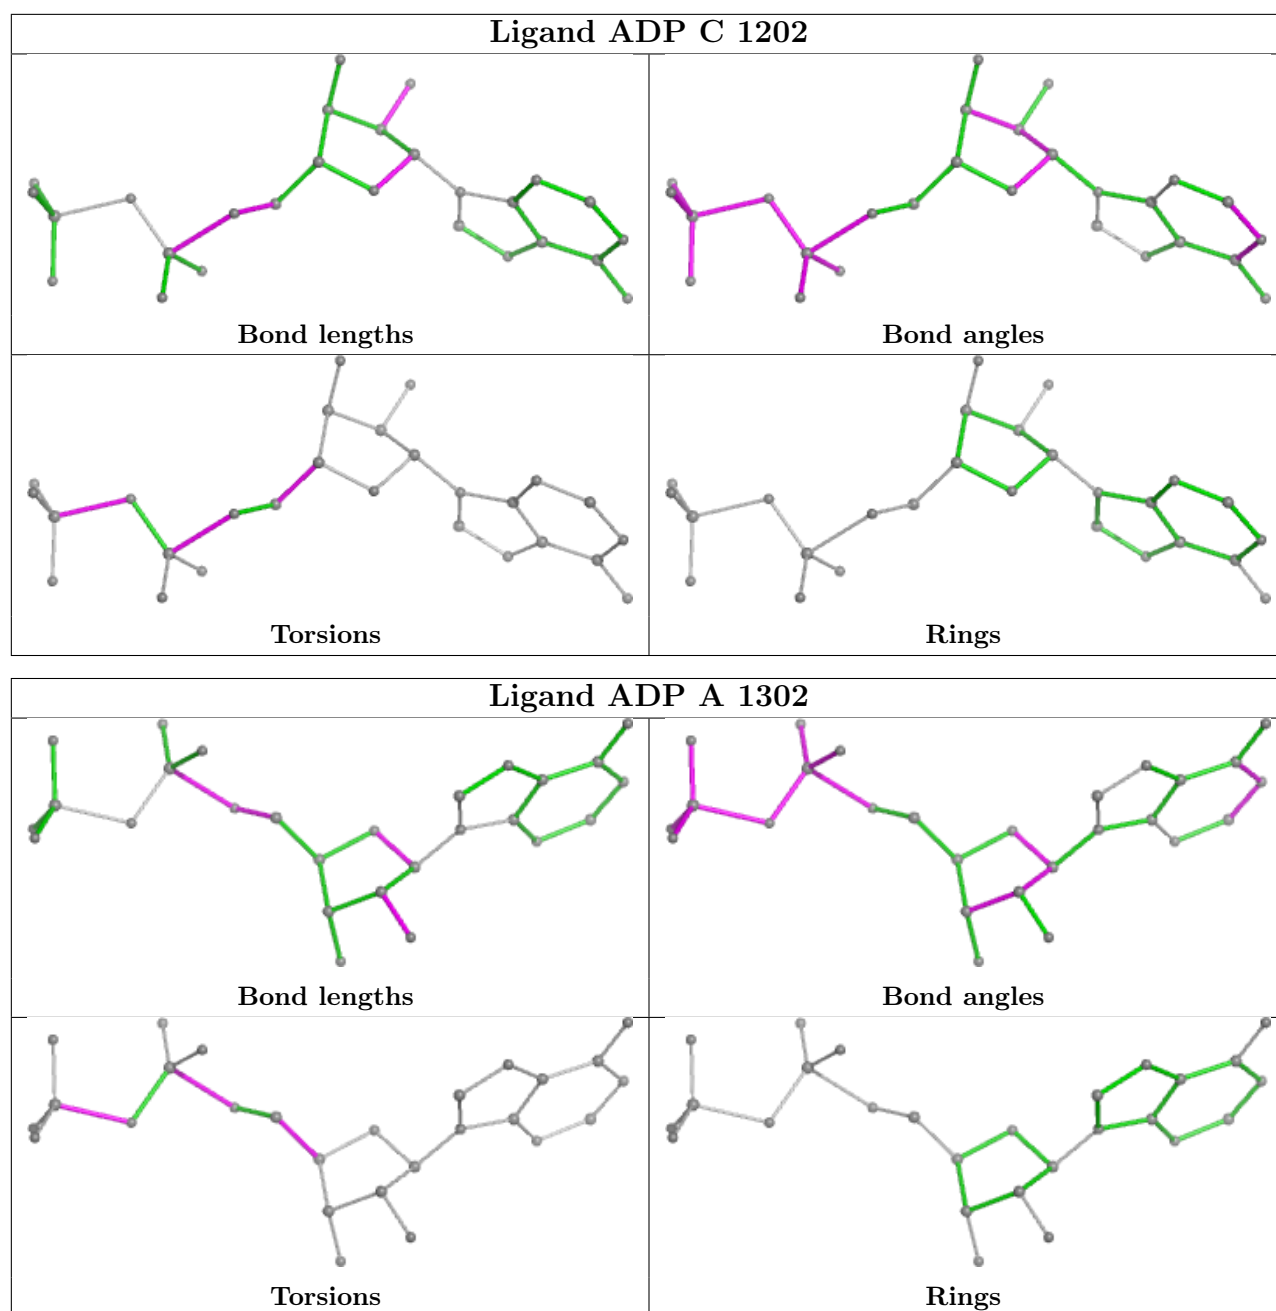 Ligand ADP C 1202
Bond lengths
Bond angles
Torsions
Rings
Ligand ADP A 1302
Bond lengths
Bond angles
Torsions
Rings